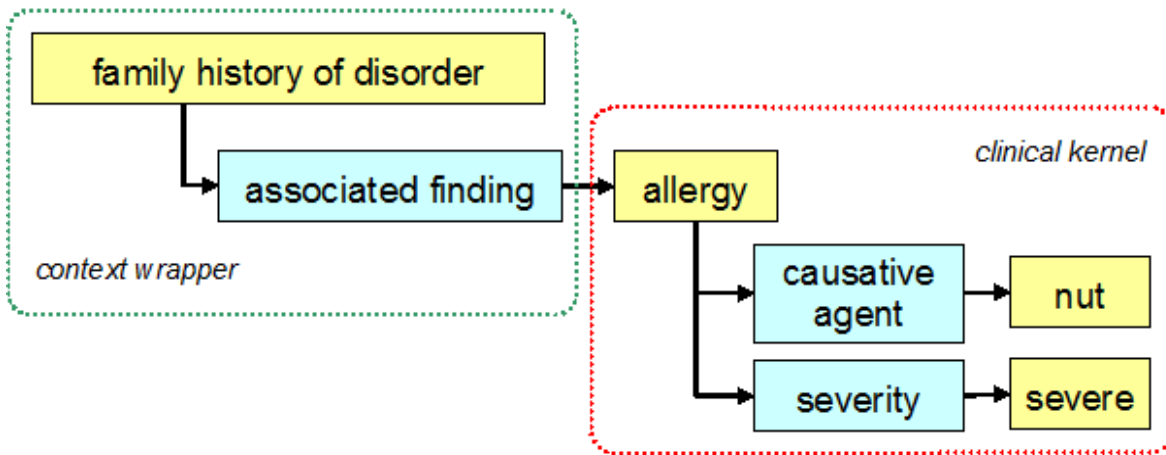 family history of disorder
associated finding
context wrapper
clinical kernel
allergy
causative
agent
nut
severity
severe